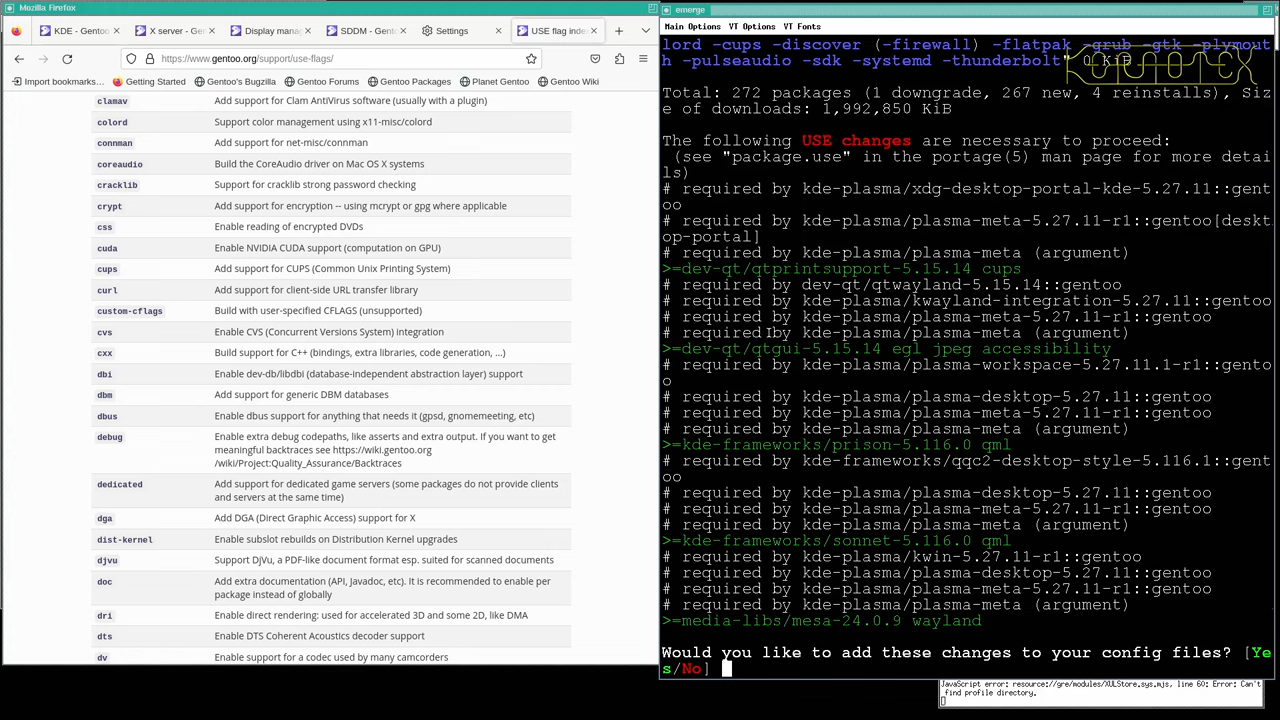 Mozilla Firefox
KDE - Gentoo
X server - Ge
Display mana
SDDM - Gent
Settings
USE flag inde
https://www.gentoo.org/support/use-flags/
Import bookmarks...
Getting Started
Gentoo's Bugzilla
Gentoo Forums
Gentoo Packages
Planet Gentoo
Gentoo Wiki
clamav Add support for Clam AntiVirus software (usually with a plugin)
colord Support color management using x11-misc/colord
connman Add support for net-misc/connman
coreaudio Build the CoreAudio driver on Mac OS X systems
cracklib Support for cracklib strong password checking
crypt Add support for encryption -- using mcrypt or gpg where applicable
css Enable reading of encrypted DVDs
cuda Enable NVIDIA CUDA support (computation on GPU)
cups Add support for CUPS (Common Unix Printing System)
curl Add support for client-side URL transfer library
custom-cflags Build with user-specified CFLAGS (unsupported)
cvs Enable CVS (Concurrent Versions System) integration
cxx Build support for C++ (bindings, extra libraries, code generation, ...)
dbi Enable dev-db/libdbi (database-independent abstraction layer) support
dbm Add support for generic DBM databases
dbus Enable dbus support for anything that needs it (gpsd, gnomemeeting, etc)
debug Enable extra debug codepaths, like asserts and extra output. If you want to get
meaningful backtraces see https://wiki.gentoo.org
/wiki/Project:Quality_Assurance/Backtraces
dedicated Add support for dedicated game servers (some packages do not provide clients
and servers at the same time)
dga Add DGA (Direct Graphic Access) support for X
dist-kernel Enable subslot rebuilds on Distribution Kernel upgrades
djvu Support DjVu, a PDF-like document format esp. suited for scanned documents
doc Add extra documentation (API, Javadoc, etc). It is recommended to enable per
package instead of globally
dri Enable direct rendering: used for accelerated 3D and some 2D, like DMA
dts Enable DTS Coherent Acoustics decoder support
dv Enable support for a codec used by many camcorders
emerge
Main Options VT Options VT Fonts
lord -cups -discover (-firewall) -flatpak -grub -gtk -plymout
h -pulseaudio -sdk -systemd -thunderbolt" 0 KiB
Total: 272 packages (1 downgrade, 267 new, 4 reinstalls), Siz
e of downloads: 1,992,850 KiB
The following USE changes are necessary to proceed:
(see "package.use" in the portage(5) man page for more detai
ls)
# required by kde-plasma/xdg-desktop-portal-kde-5.27.11::gent
oo
# required by kde-plasma/plasma-meta-5.27.11-r1::gentoo[deskt
op-portal]
# required by kde-plasma/plasma-meta (argument)
>=dev-qt/qtprintsupport-5.15.14 cups
# required by dev-qt/qtwayland-5.15.14::gentoo
# required by kde-plasma/kwayland-integration-5.27.11::gentoo
# required by kde-plasma/plasma-meta-5.27.11-r1::gentoo
# required by kde-plasma/plasma-meta (argument)
>=dev-qt/qtgui-5.15.14 egl jpeg accessibility
# required by kde-plasma/plasma-workspace-5.27.11.1-r1::gento
o
# required by kde-plasma/plasma-desktop-5.27.11::gentoo
# required by kde-plasma/plasma-meta-5.27.11-r1::gentoo
# required by kde-plasma/plasma-meta (argument)
>=kde-frameworks/prison-5.116.0 qml
# required by kde-frameworks/qqc2-desktop-style-5.116.1::gent
oo
# required by kde-plasma/plasma-desktop-5.27.11::gentoo
# required by kde-plasma/plasma-meta-5.27.11-r1::gentoo
# required by kde-plasma/plasma-meta (argument)
>=kde-frameworks/sonnet-5.116.0 qml
# required by kde-plasma/kwin-5.27.11-r1::gentoo
# required by kde-plasma/plasma-desktop-5.27.11::gentoo
# required by kde-plasma/plasma-meta-5.27.11-r1::gentoo
# required by kde-plasma/plasma-meta (argument)
>=media-libs/mesa-24.0.9 wayland
Would you like to add these changes to your config files? [Ye
s/No]
JavaScript error: resource://gre/modules/XULStore.sys.mjs, line 60: Error: Can't
find profile directory.